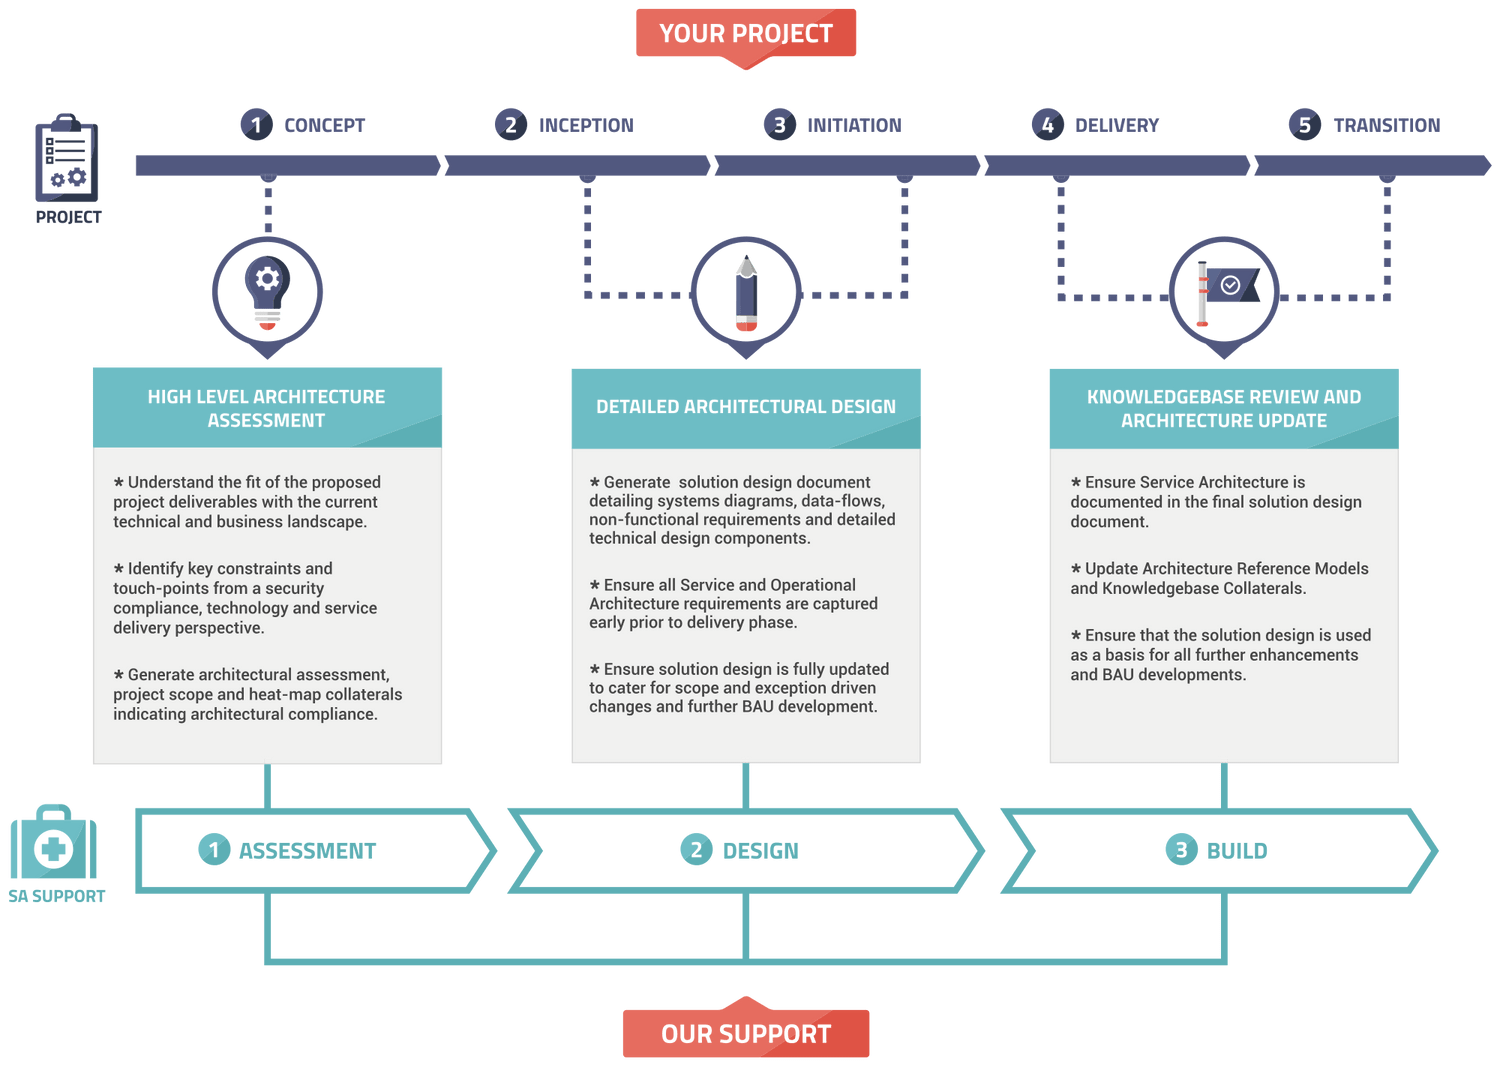 YOUR PROJECT
1 CONCEPT
2 INCEPTION
3 INITIATION
4 DELIVERY
5 TRANSITION
PROJECT
HIGH LEVEL ARCHITECTURE
ASSESSMENT
* Understand the fit of the proposed
project deliverables with the current
technical and business landscape.
* Identify key constraints and
touch-points from a security
compliance, technology and service
delivery perspective.
* Generate architectural assessment,
project scope and heat-map collaterals
indicating architectural compliance.
DETAILED ARCHITECTURAL DESIGN
* Generate solution design document
detailing systems diagrams, data-flows,
non-functional requirements and detailed
technical design components.
* Ensure all Service and Operational
Architecture requirements are captured
early prior to delivery phase.
* Ensure solution design is fully updated
to cater for scope and exception driven
changes and further BAU development.
KNOWLEDGEBASE REVIEW AND
ARCHITECTURE UPDATE
* Ensure Service Architecture is
documented in the final solution design
document.
* Update Architecture Reference Models
and Knowledgebase Collaterals.
* Ensure that the solution design is used
as a basis for all further enhancements
and BAU developments.
SA SUPPORT
1 ASSESSMENT
2 DESIGN
3 BUILD
OUR SUPPORT